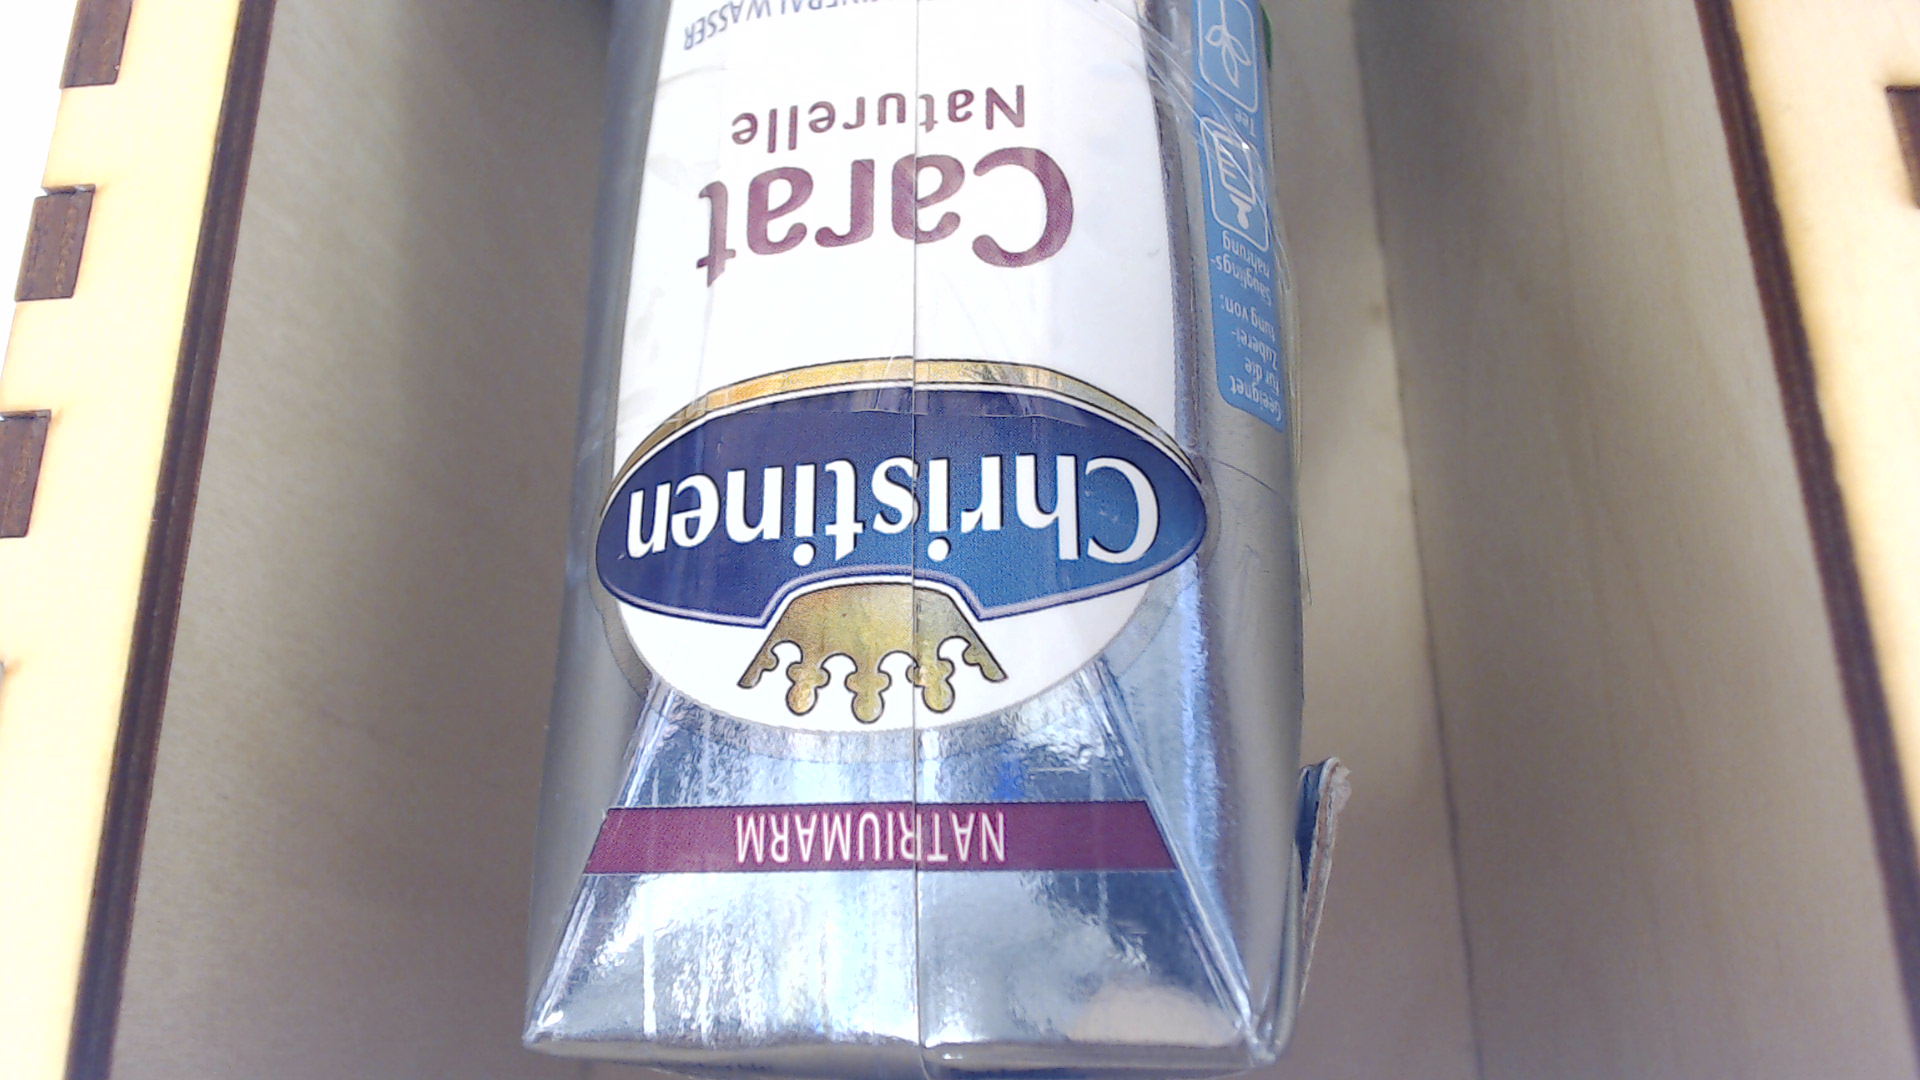 NATRIUMARM
Christinen
Carat
Naturelle
MINERALWASSER
Geeignet
für die
Zuberei-
tung von:
Säuglings-
nahrung
Tee